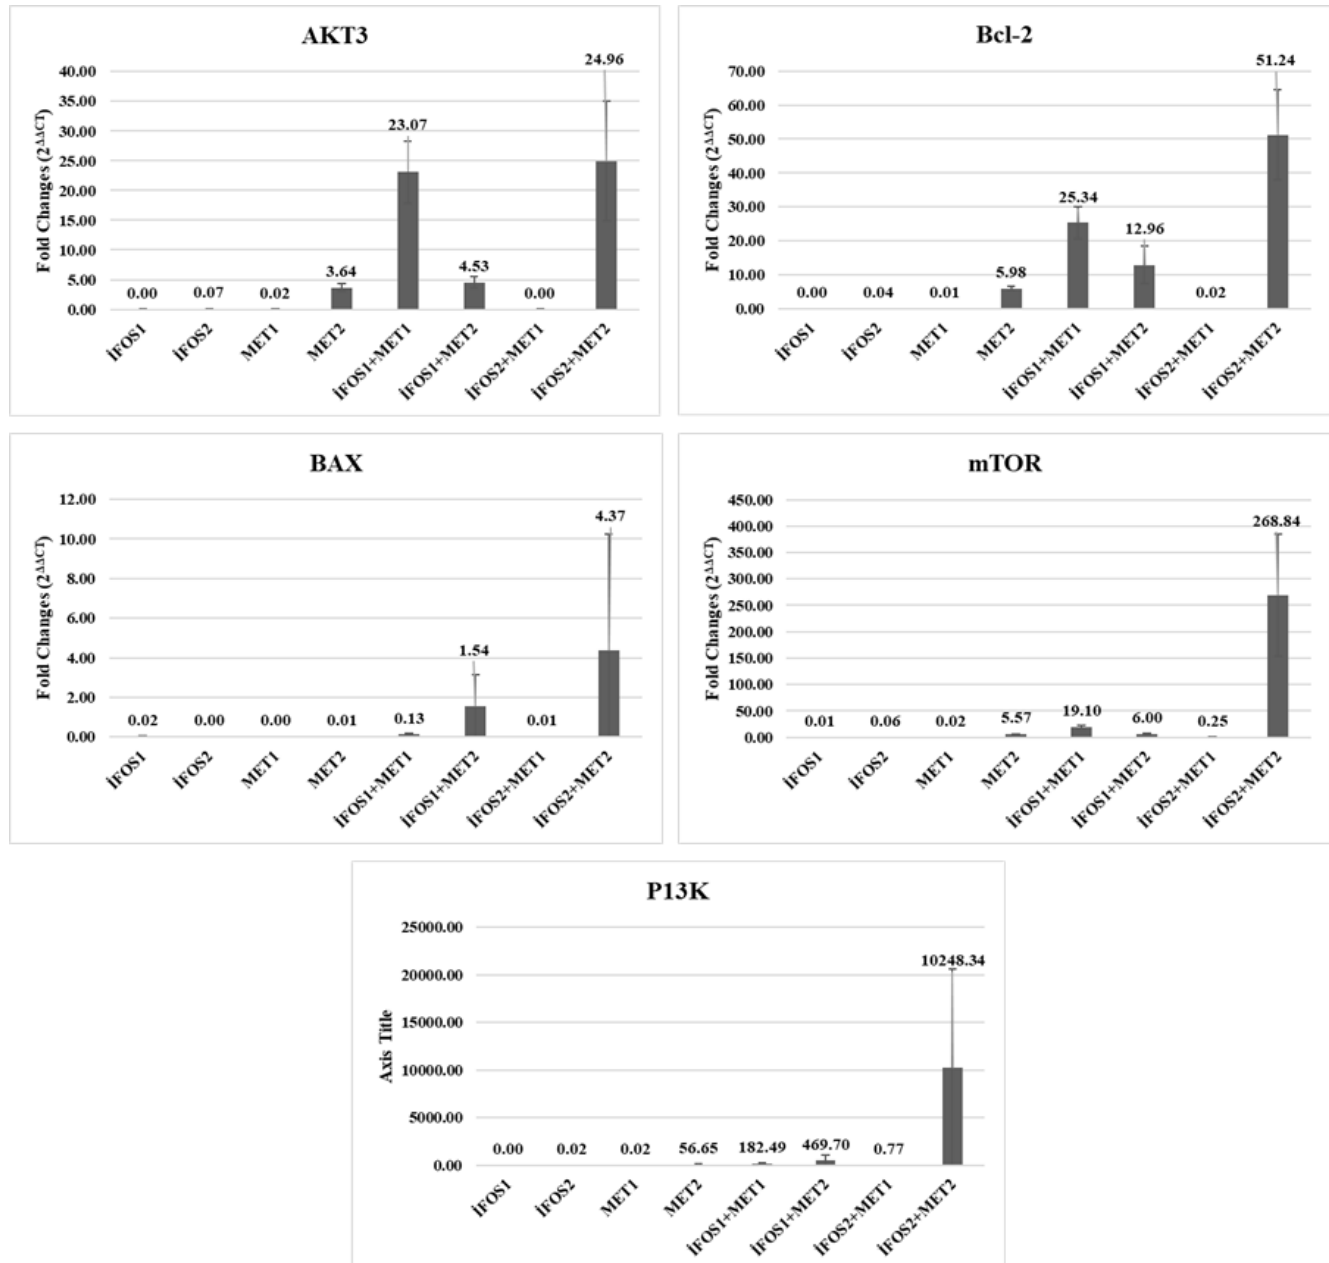 AKT3
24.96
40.00
35.00
30.00
25.00
20.00
15.00
10.00
5.00
0.00
Fold Changes (2ΔΔCT)
0.00 0.07 0.02 3.64 23.07 4.53 0.00
İFOS1 İFOS2 MET1 MET2 İFOS1+MET1 İFOS1+MET2 İFOS2+MET1 İFOS2+MET2
Bcl-2
51.24
70.00
60.00
50.00
40.00
30.00
20.00
10.00
0.00
Fold Changes (2ΔΔCT)
0.00 0.04 0.01 5.98 25.34 12.96 0.02
İFOS1 İFOS2 MET1 MET2 İFOS1+MET1 İFOS1+MET2 İFOS2+MET1 İFOS2+MET2
BAX
12.00
10.00
8.00
6.00
4.00
2.00
0.00
Fold Changes (2ΔΔCT)
0.02 0.00 0.00 0.01 0.13 1.54 0.01 4.37
İFOS1 İFOS2 MET1 MET2 İFOS1+MET1 İFOS1+MET2 İFOS2+MET1 İFOS2+MET2
mTOR
450.00
400.00
350.00
300.00
250.00
200.00
150.00
100.00
50.00
0.00
Fold Changes (2ΔΔCT)
0.01 0.06 0.02 5.57 19.10 6.00 0.25 268.84
İFOS1 İFOS2 MET1 MET2 İFOS1+MET1 İFOS1+MET2 İFOS2+MET1 İFOS2+MET2
P13K
25000.00
20000.00
15000.00
10000.00
5000.00
0.00
Axis Title
0.00 0.02 0.02 56.65 182.49 469.70 0.77 10248.34
İFOS1 İFOS2 MET1 MET2 İFOS1+MET1 İFOS1+MET2 İFOS2+MET1 İFOS2+MET2